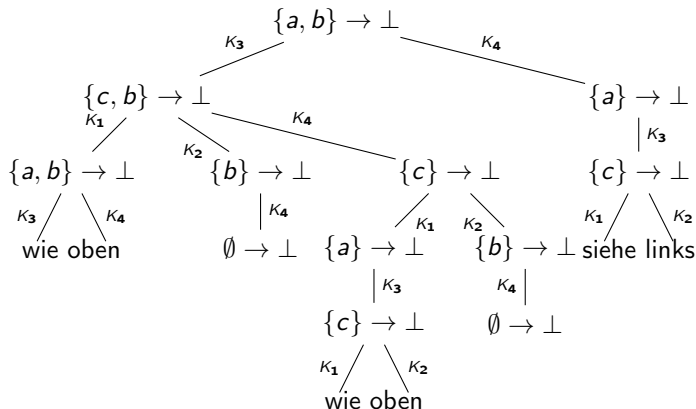 {a, b} → ⊥
K3 K4
{c, b} → ⊥ {a} → ⊥
K1 K2 K4 K3
{a, b} → ⊥ {b} → ⊥ {c} → ⊥ {c} → ⊥
K3 K4 K4 K1 K2 K1 K2
wie oben ∅ → ⊥ {a} → ⊥ {b} → ⊥ siehe links
K3 K4
{c} → ⊥ ∅ → ⊥
K1 K2
wie oben